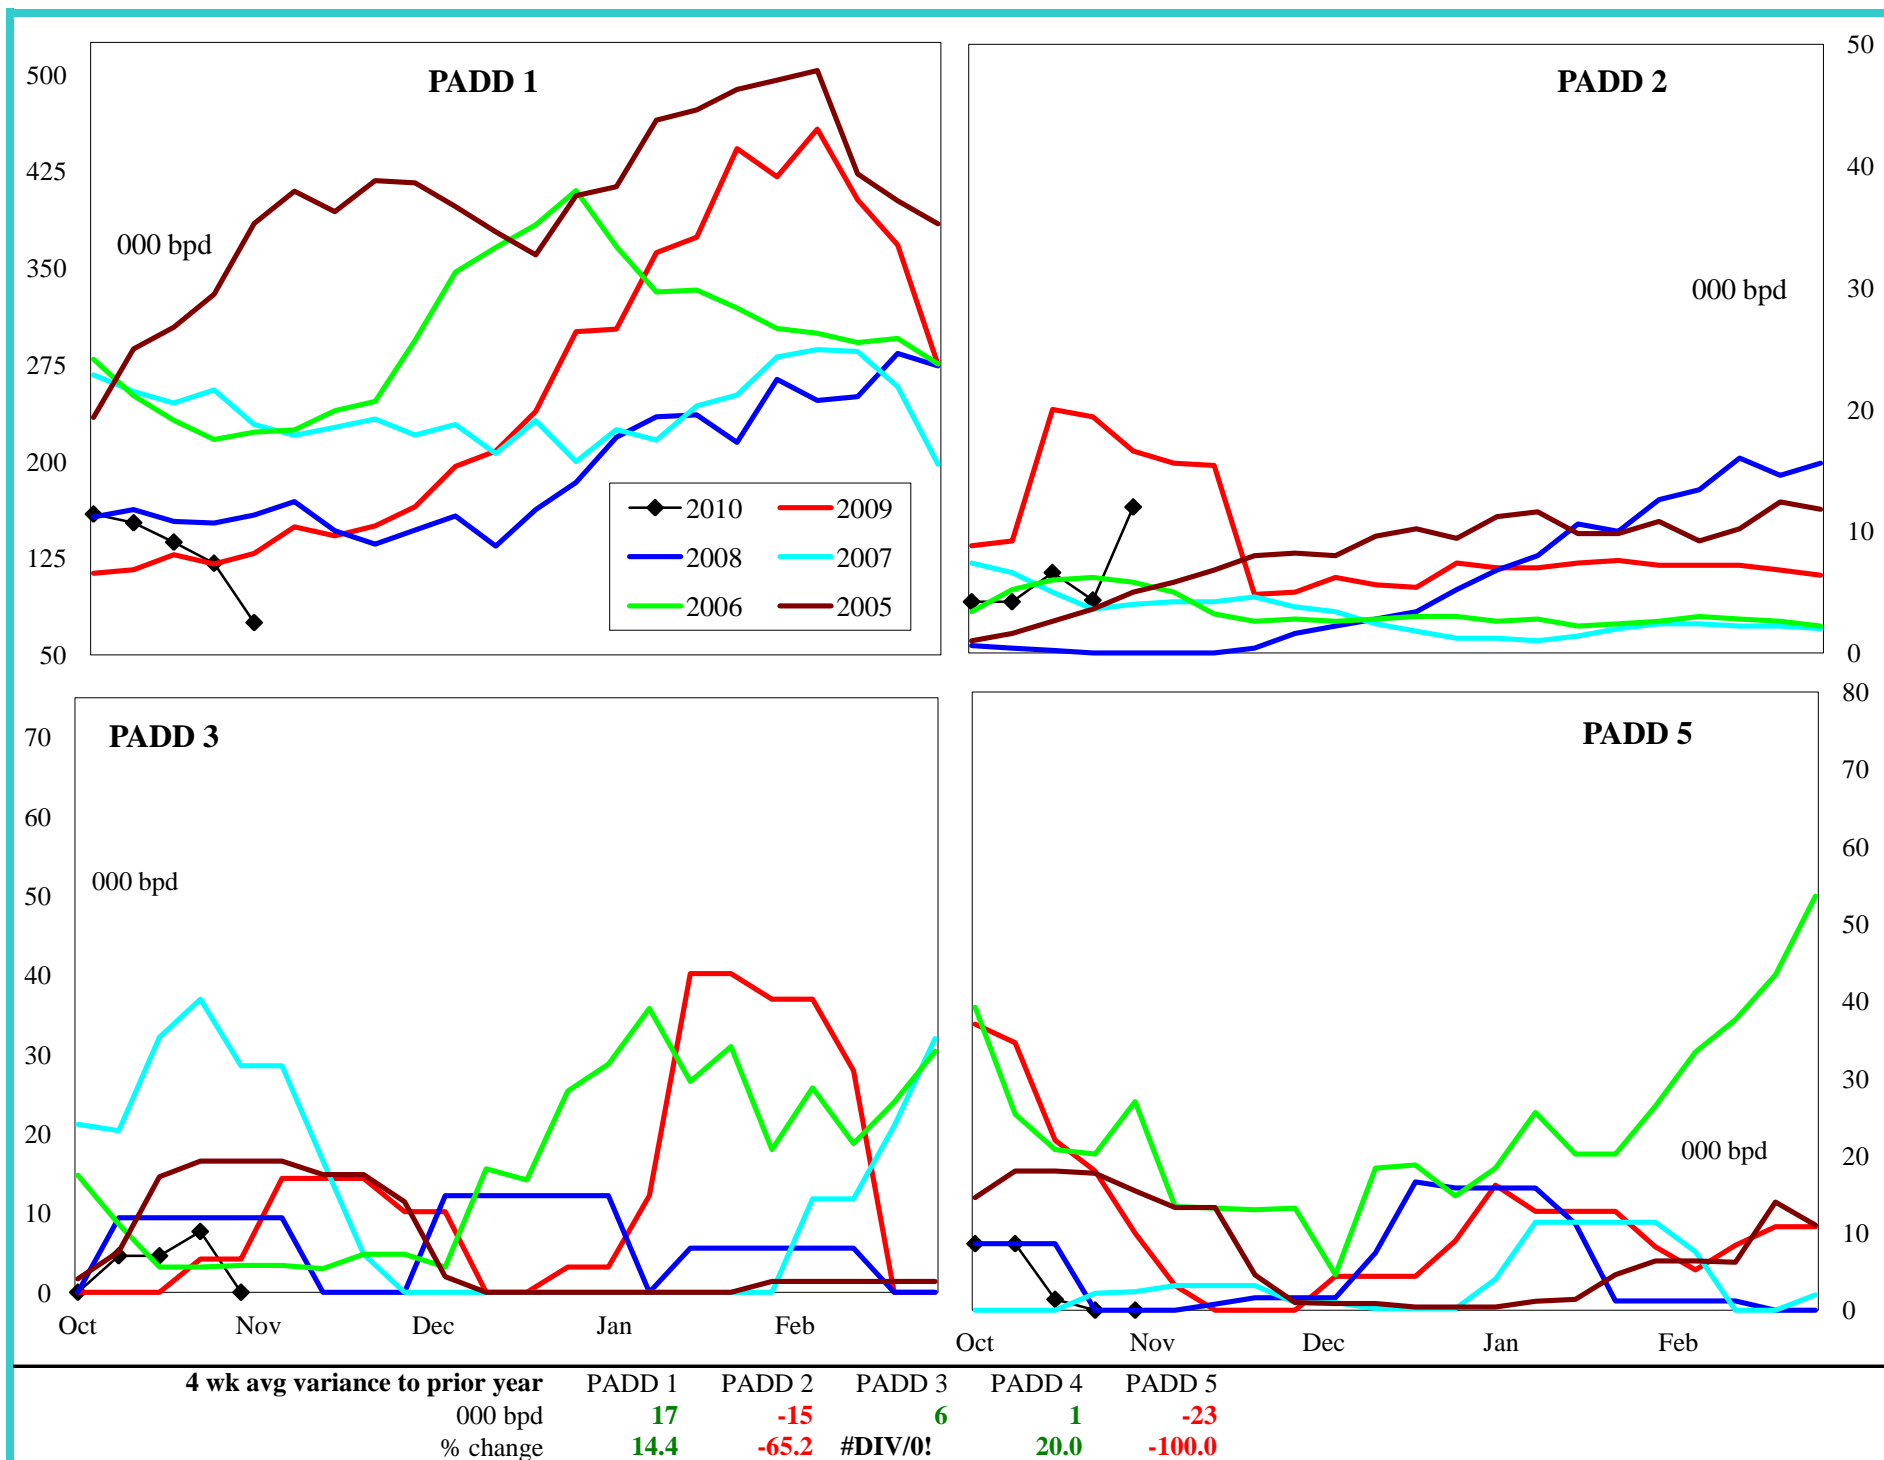 PADD 1
500
425
350
275
200
125
50
000 bpd
2010 2009
2008 2007
2006 2005
PADD 2
50
40
30
20
10
0
000 bpd
PADD 3
70
60
50
40
30
20
10
0
000 bpd
Oct Nov Dec Jan Feb
PADD 5
80
70
60
50
40
30
20
10
0
000 bpd
Oct Nov Dec Jan Feb
4 wk avg variance to prior year PADD 1 PADD 2 PADD 3 PADD 4 PADD 5
000 bpd 17 -15 6 1 -23
% change 14.4 -65.2 #DIV/0! 20.0 -100.0